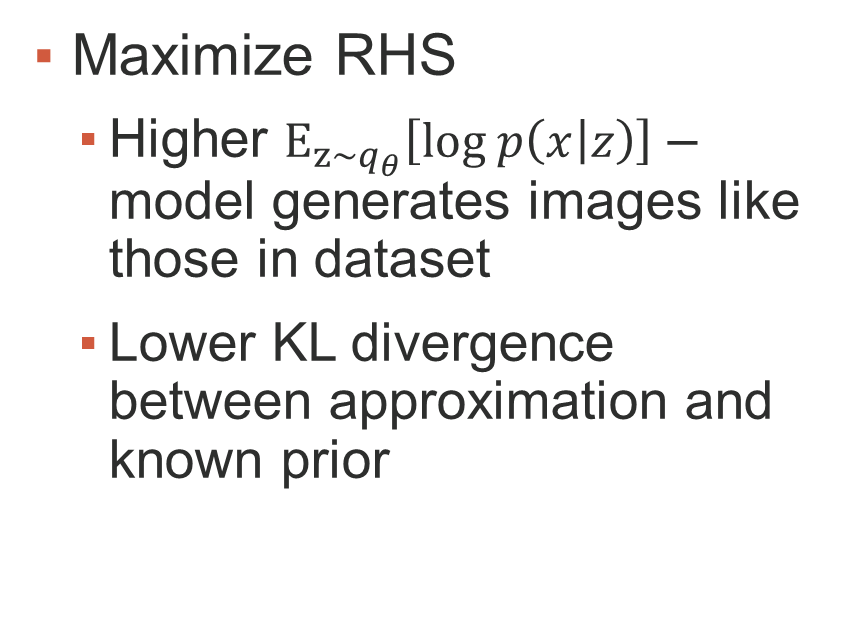 ▪ Maximize RHS
▪ Higher E_{z~q_θ}[log p(x|z)] −
model generates images like
those in dataset
▪ Lower KL divergence
between approximation and
known prior